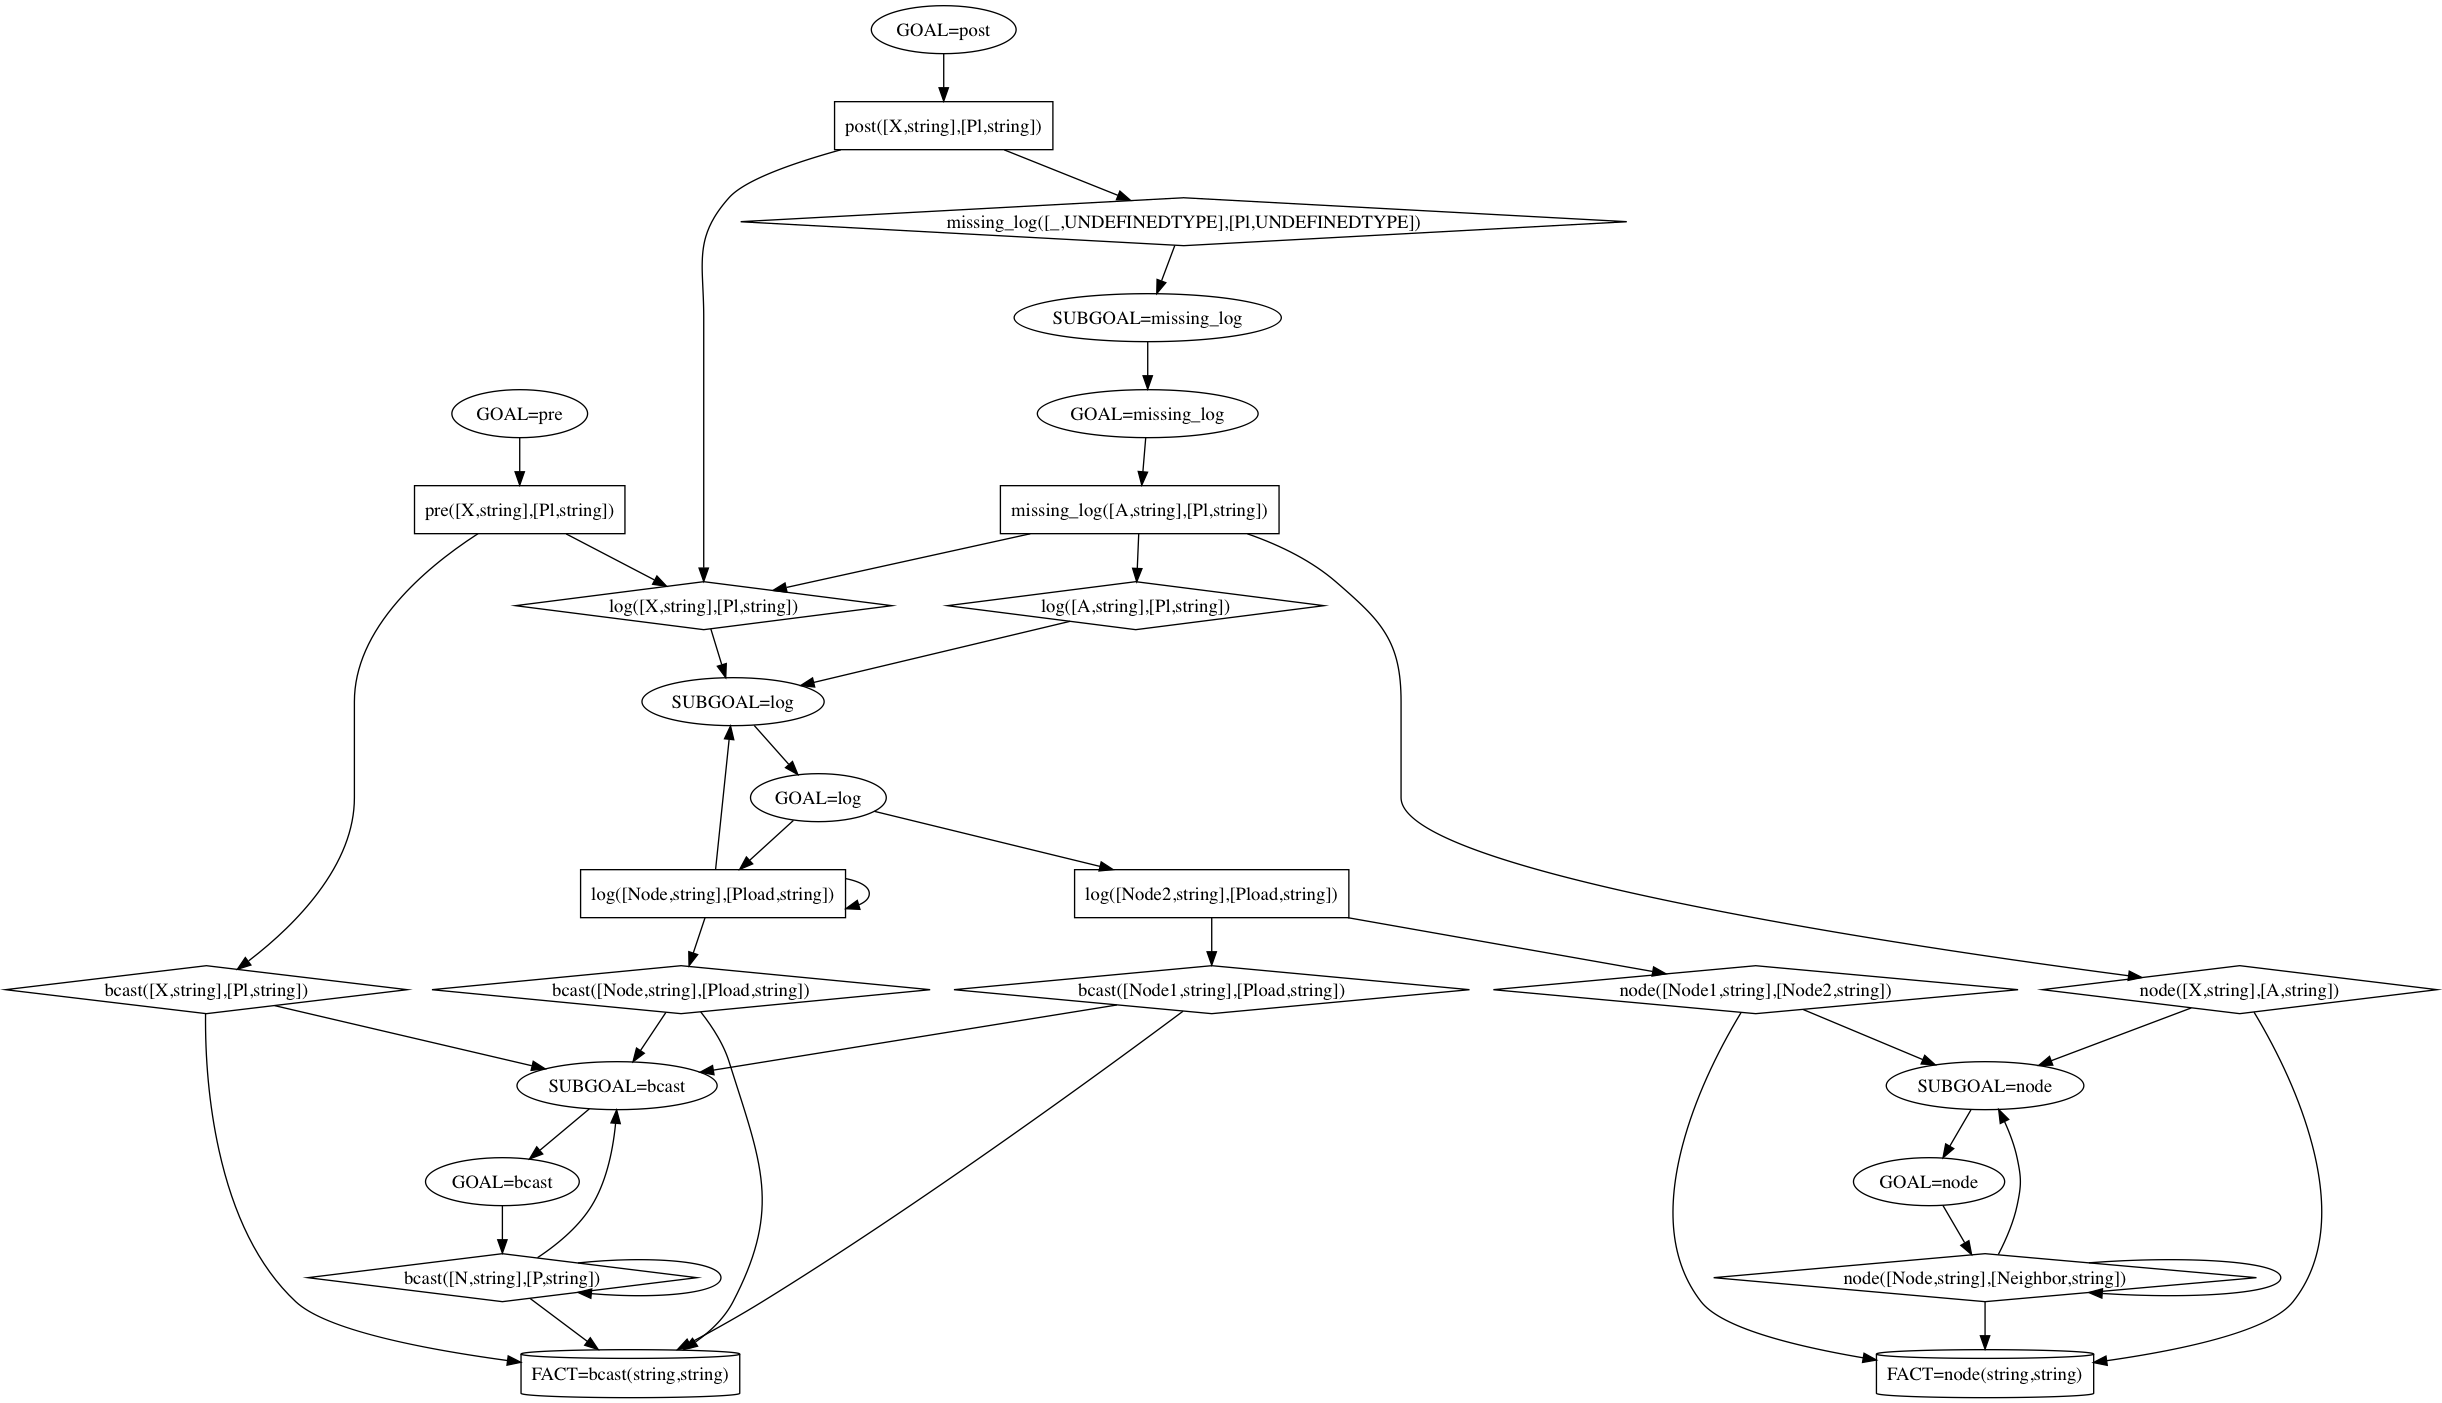 GOAL=post
post([X,string],[Pl,string])
missing_log([_,UNDEFINEDTYPE],[Pl,UNDEFINEDTYPE])
SUBGOAL=missing_log
GOAL=pre
GOAL=missing_log
pre([X,string],[Pl,string])
missing_log([A,string],[Pl,string])
log([X,string],[Pl,string])
log([A,string],[Pl,string])
SUBGOAL=log
GOAL=log
log([Node,string],[Pload,string])
log([Node2,string],[Pload,string])
bcast([X,string],[Pl,string])
bcast([Node,string],[Pload,string])
bcast([Node1,string],[Pload,string])
node([Node1,string],[Node2,string])
node([X,string],[A,string])
SUBGOAL=bcast
SUBGOAL=node
GOAL=bcast
GOAL=node
bcast([N,string],[P,string])
node([Node,string],[Neighbor,string])
FACT=bcast(string,string)
FACT=node(string,string)